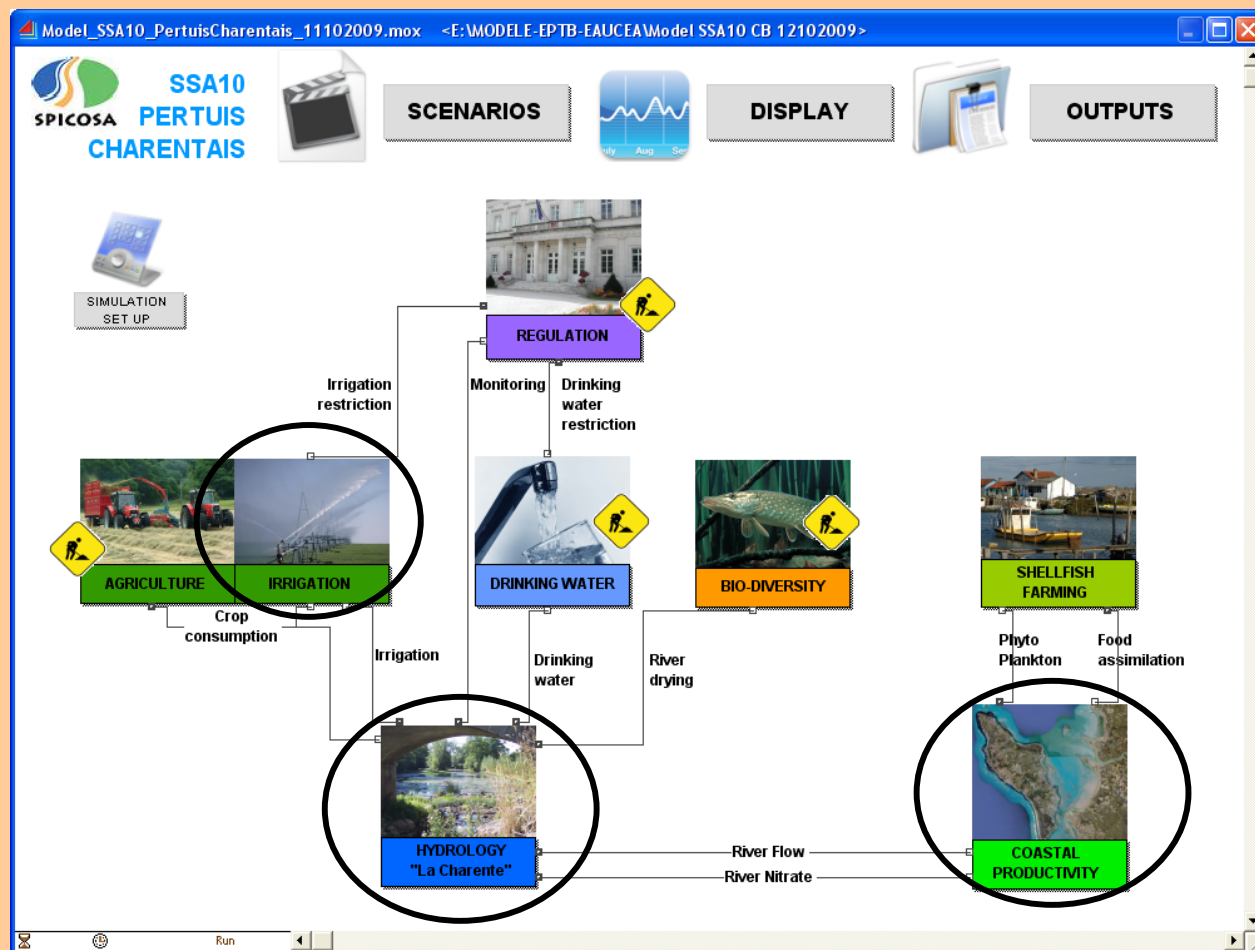 Model_SSA10_PertuisCharentais_11102009.mox <E:\MODELE-EPTB-EAUCEA\Model SSA10 CB 12102009>
SPICOSA
SSA10
PERTUIS
CHARENTAIS
SCENARIOS
DISPLAY
OUTPUTS
Aug
SIMULATION
SET UP
REGULATION
Irrigation
restriction
Monitoring
Drinking
water
restriction
AGRICULTURE
IRRIGATION
DRINKING WATER
BIO-DIVERSITY
SHELLFISH
FARMING
Crop
consumption
Irrigation
Drinking
water
River
drying
Phyto
Plankton
Food
assimilation
HYDROLOGY
"La Charente"
River Flow
River Nitrate
COASTAL
PRODUCTIVITY
Run